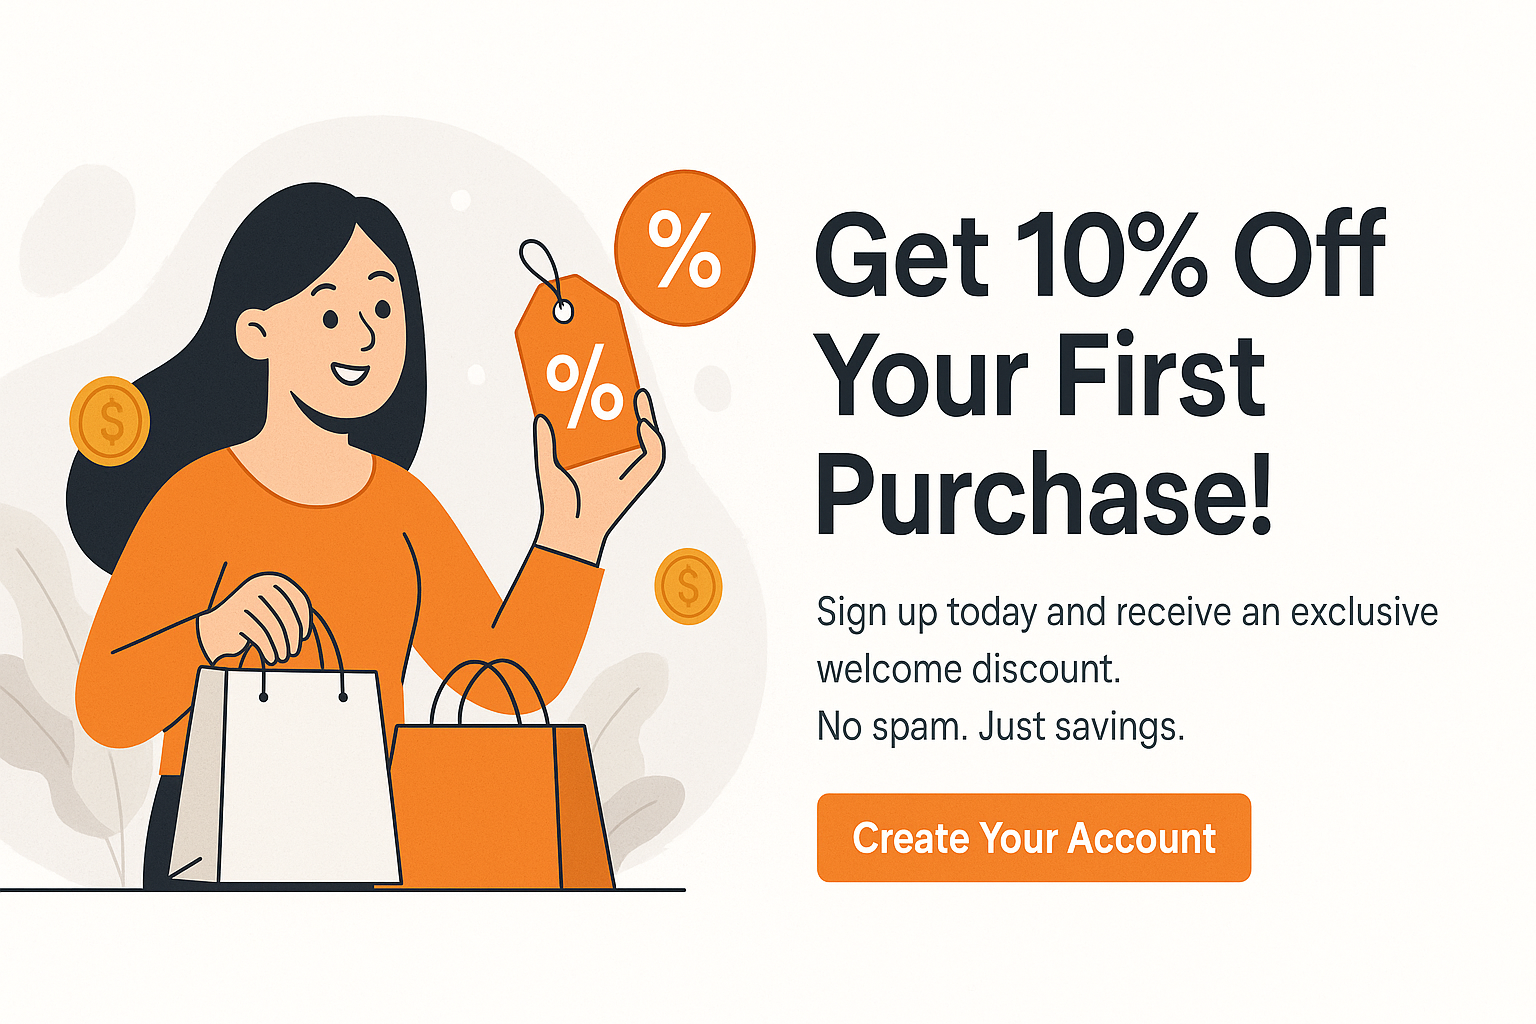 %
%
$
$
Get 10% Off
Your First
Purchase!
Sign up today and receive an exclusive
welcome discount.
No spam. Just savings.
Create Your Account